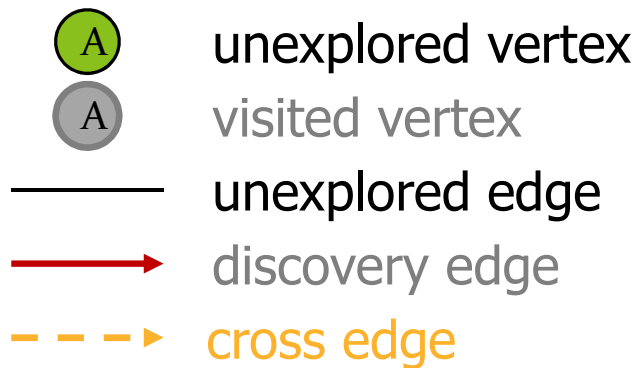 A unexplored vertex
A visited vertex
unexplored edge
discovery edge
cross edge